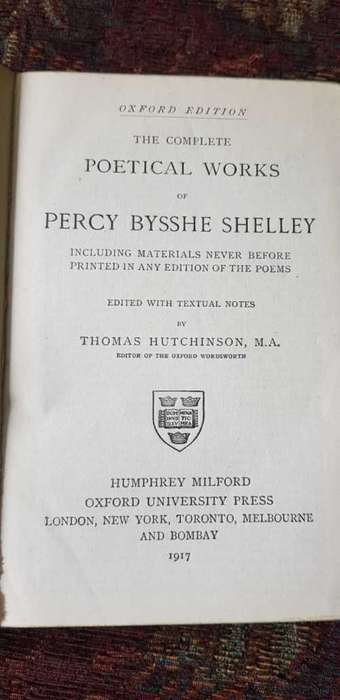 OXFORD EDITION
THE COMPLETE
POETICAL WORKS
OF
PERCY BYSSHE SHELLEY
INCLUDING MATERIALS NEVER BEFORE
PRINTED IN ANY EDITION OF THE POEMS
EDITED WITH TEXTUAL NOTES
BY
THOMAS HUTCHINSON, M.A.
EDITOR OF THE OXFORD WORDSWORTH
HUMPHREY MILFORD
OXFORD UNIVERSITY PRESS
LONDON, NEW YORK, TORONTO, MELBOURNE
AND BOMBAY
1917